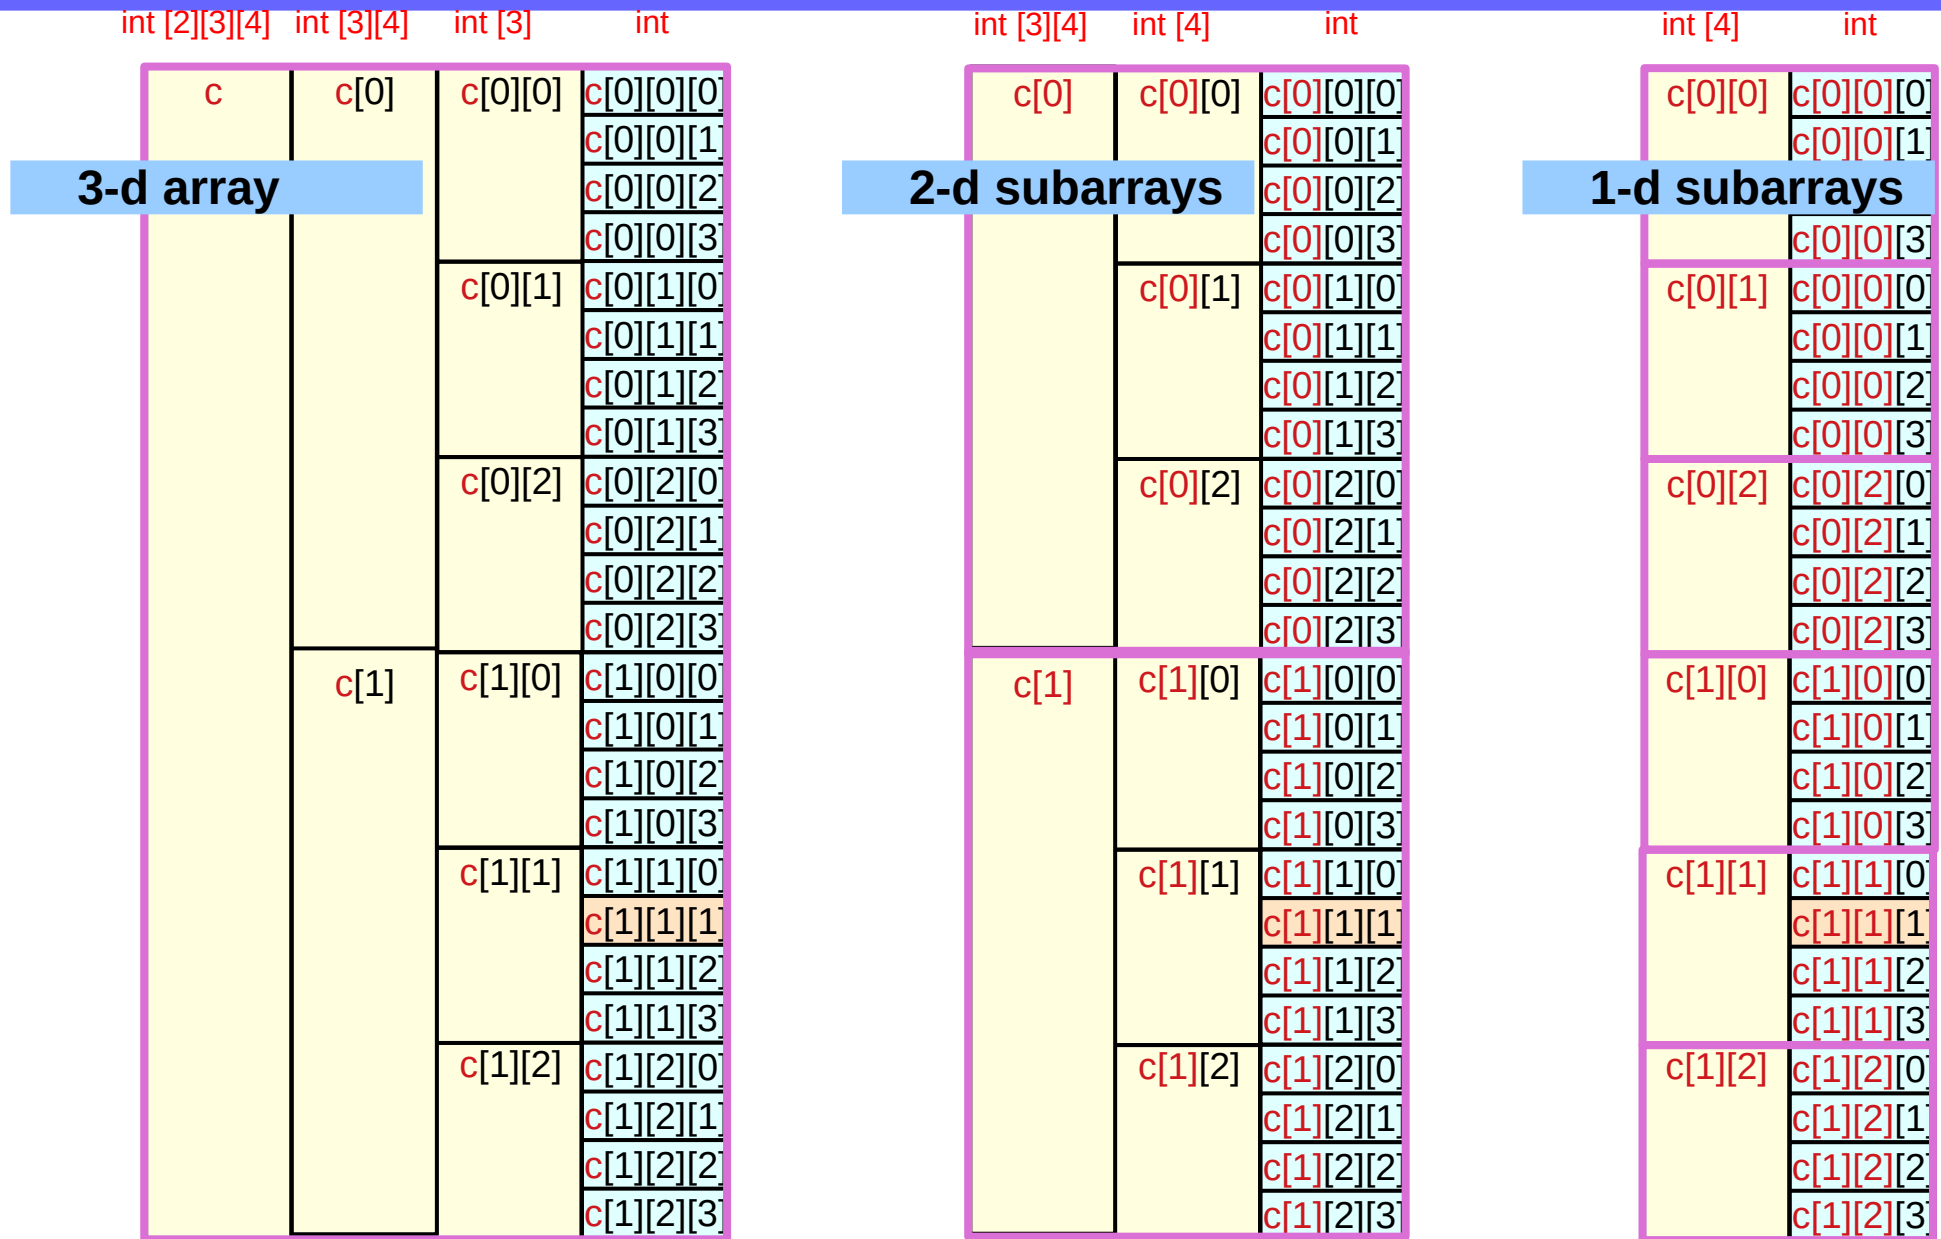 int [2][3][4] int [3][4] int [3] int
c c[0] c[0][0] c[0][0][0]
c[0][0][1]
3-d array c[0][0][2]
c[0][0][3]
c[0][1] c[0][1][0]
c[0][1][1]
c[0][1][2]
c[0][1][3]
c[0][2] c[0][2][0]
c[0][2][1]
c[0][2][2]
c[0][2][3]
c[1] c[1][0] c[1][0][0]
c[1][0][1]
c[1][0][2]
c[1][0][3]
c[1][1] c[1][1][0]
c[1][1][1]
c[1][1][2]
c[1][1][3]
c[1][2] c[1][2][0]
c[1][2][1]
c[1][2][2]
c[1][2][3]
int [3][4] int [4] int
c[0] c[0][0] c[0][0][0]
c[0][0][1]
2-d subarrays c[0][0][2]
c[0][0][3]
c[0][1] c[0][1][0]
c[0][1][1]
c[0][1][2]
c[0][1][3]
c[0][2] c[0][2][0]
c[0][2][1]
c[0][2][2]
c[0][2][3]
c[1] c[1][0] c[1][0][0]
c[1][0][1]
c[1][0][2]
c[1][0][3]
c[1][1] c[1][1][0]
c[1][1][1]
c[1][1][2]
c[1][1][3]
c[1][2] c[1][2][0]
c[1][2][1]
c[1][2][2]
c[1][2][3]
int [4] int
c[0][0] c[0][0][0]
c[0][0][1]
1-d subarrays
c[0][0][3]
c[0][1] c[0][0][0]
c[0][0][1]
c[0][0][2]
c[0][0][3]
c[0][2] c[0][2][0]
c[0][2][1]
c[0][2][2]
c[0][2][3]
c[1][0] c[1][0][0]
c[1][0][1]
c[1][0][2]
c[1][0][3]
c[1][1] c[1][1][0]
c[1][1][1]
c[1][1][2]
c[1][1][3]
c[1][2] c[1][2][0]
c[1][2][1]
c[1][2][2]
c[1][2][3]